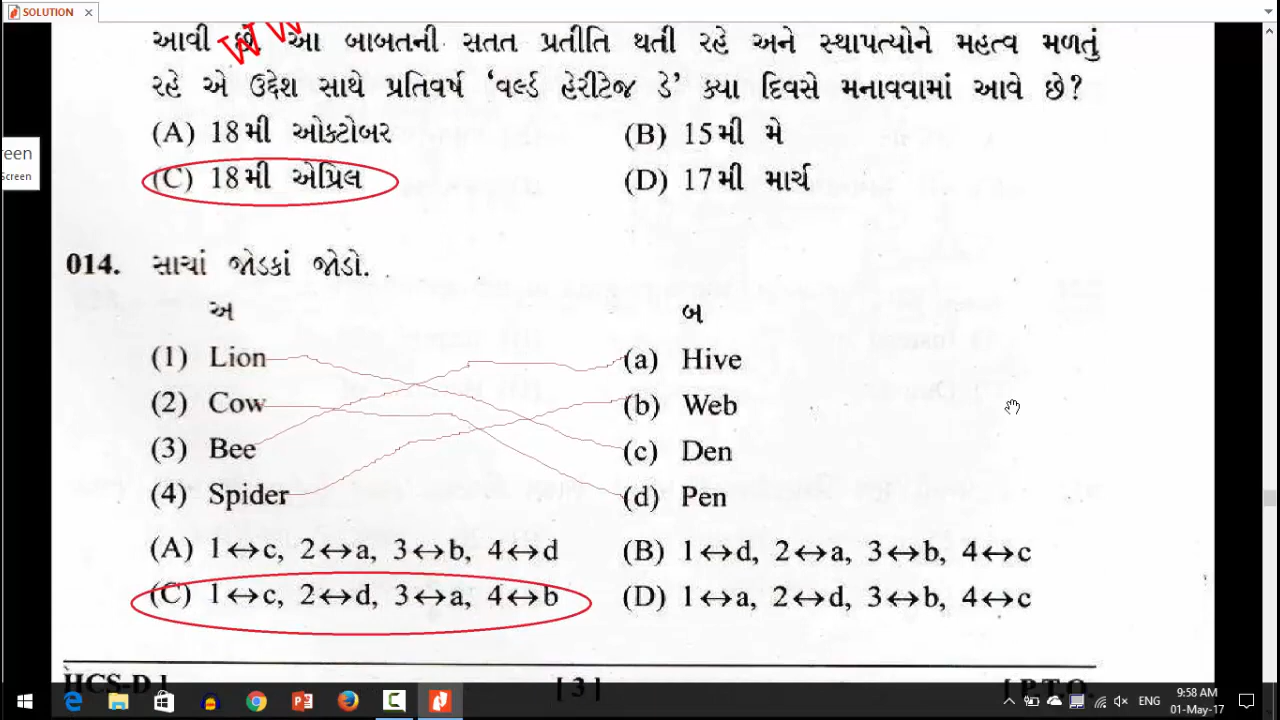 SOLUTION
આવી છે. આ બાબતની સતત પ્રતીતિ થતી રહે અને સ્થાપત્યોને મહત્વ મળતું
રહે એ ઉદ્દેશ સાથે પ્રતિવર્ષ 'વર્લ્ડ હેરીટેજ ડે' ક્યા દિવસે મનાવવામાં આવે છે?
(A) 18મી ઓક્ટોબર (B) 15મી મે
(C) 18મી એપ્રિલ (D) 17મી માર્ચ
reen
Screen
014. સાચાં જોડકાં જોડો.
અ બ
(1) Lion (a) Hive
(2) Cow (b) Web
(3) Bee (c) Den
(4) Spider (d) Pen
(A) 1↔c, 2↔a, 3↔b, 4↔d (B) 1↔d, 2↔a, 3↔b, 4↔c
(C) 1↔c, 2↔d, 3↔a, 4↔b (D) 1↔a, 2↔d, 3↔b, 4↔c
HCS-D ] [ 3 ] [ P.T.O.
ENG 9:58 AM
01-May-17